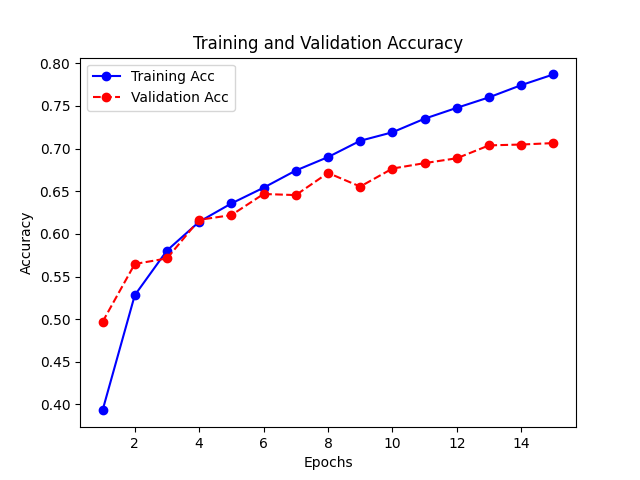 Training and Validation Accuracy
Training Acc
Validation Acc
Accuracy
0.80
0.75
0.70
0.65
0.60
0.55
0.50
0.45
0.40
2 4 6 8 10 12 14
Epochs